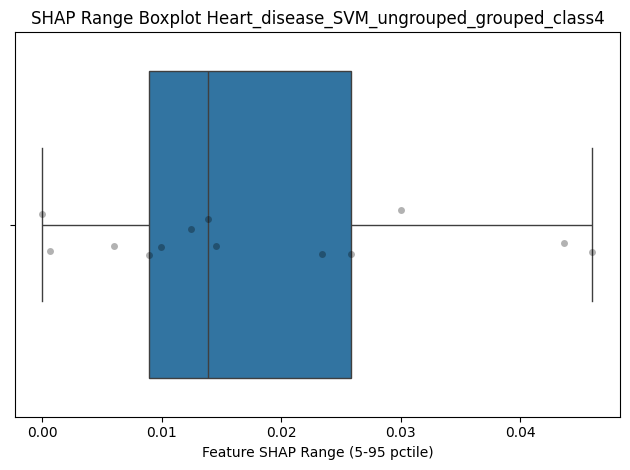 SHAP Range Boxplot Heart_disease_SVM_ungrouped_grouped_class4
0.00 0.01 0.02 0.03 0.04
Feature SHAP Range (5-95 pctile)